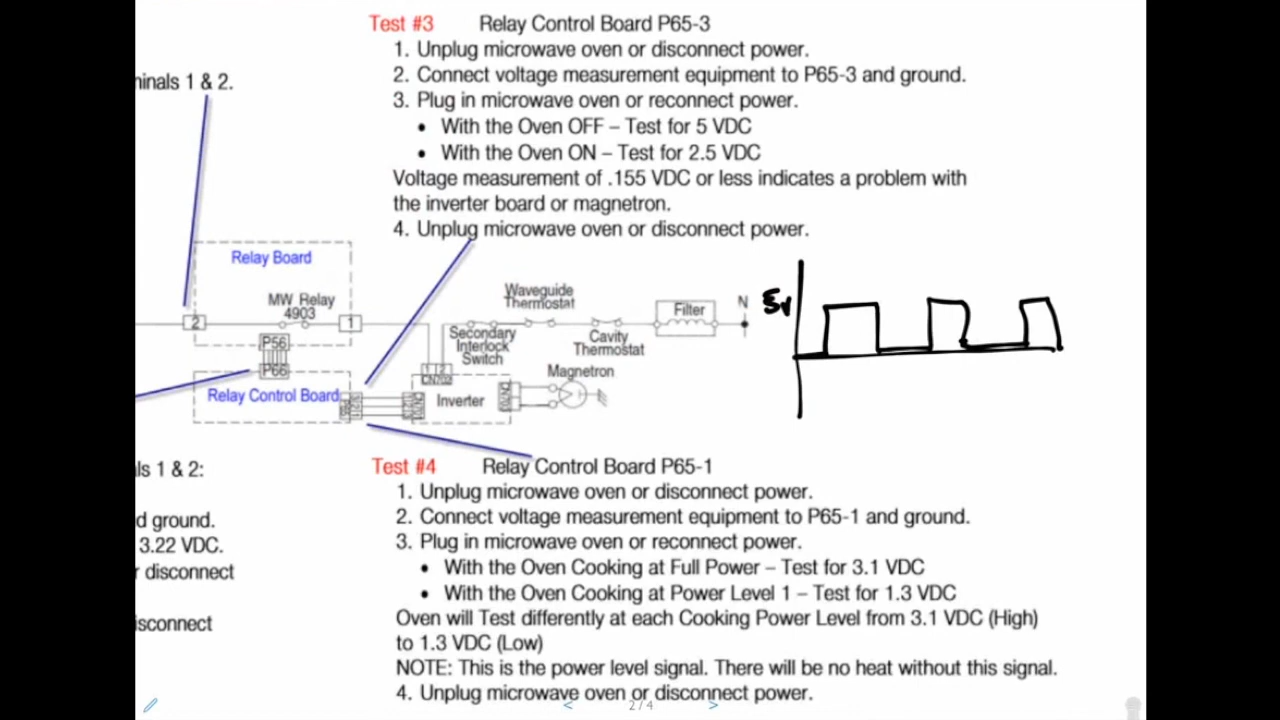 Test #3 Relay Control Board P65-3
1. Unplug microwave oven or disconnect power.
2. Connect voltage measurement equipment to P65-3 and ground.
3. Plug in microwave oven or reconnect power.
• With the Oven OFF – Test for 5 VDC
• With the Oven ON – Test for 2.5 VDC
Voltage measurement of .155 VDC or less indicates a problem with
the inverter board or magnetron.
4. Unplug microwave oven or disconnect power.
minals 1 & 2.
Relay Board
MW Relay
4903
2
1
P56
P66
Relay Control Board
Secondary
Interlock
Switch
Waveguide
Thermostat
Cavity
Thermostat
Filter
N
1 2
CN702
Inverter
Magnetron
5v
Test #4 Relay Control Board P65-1
1. Unplug microwave oven or disconnect power.
2. Connect voltage measurement equipment to P65-1 and ground.
3. Plug in microwave oven or reconnect power.
• With the Oven Cooking at Full Power – Test for 3.1 VDC
• With the Oven Cooking at Power Level 1 – Test for 1.3 VDC
Oven will Test differently at each Cooking Power Level from 3.1 VDC (High)
to 1.3 VDC (Low)
NOTE: This is the power level signal. There will be no heat without this signal.
4. Unplug microwave oven or disconnect power.
ls 1 & 2:
d ground.
3.22 VDC.
r disconnect
isconnect
< 2 / 4 >